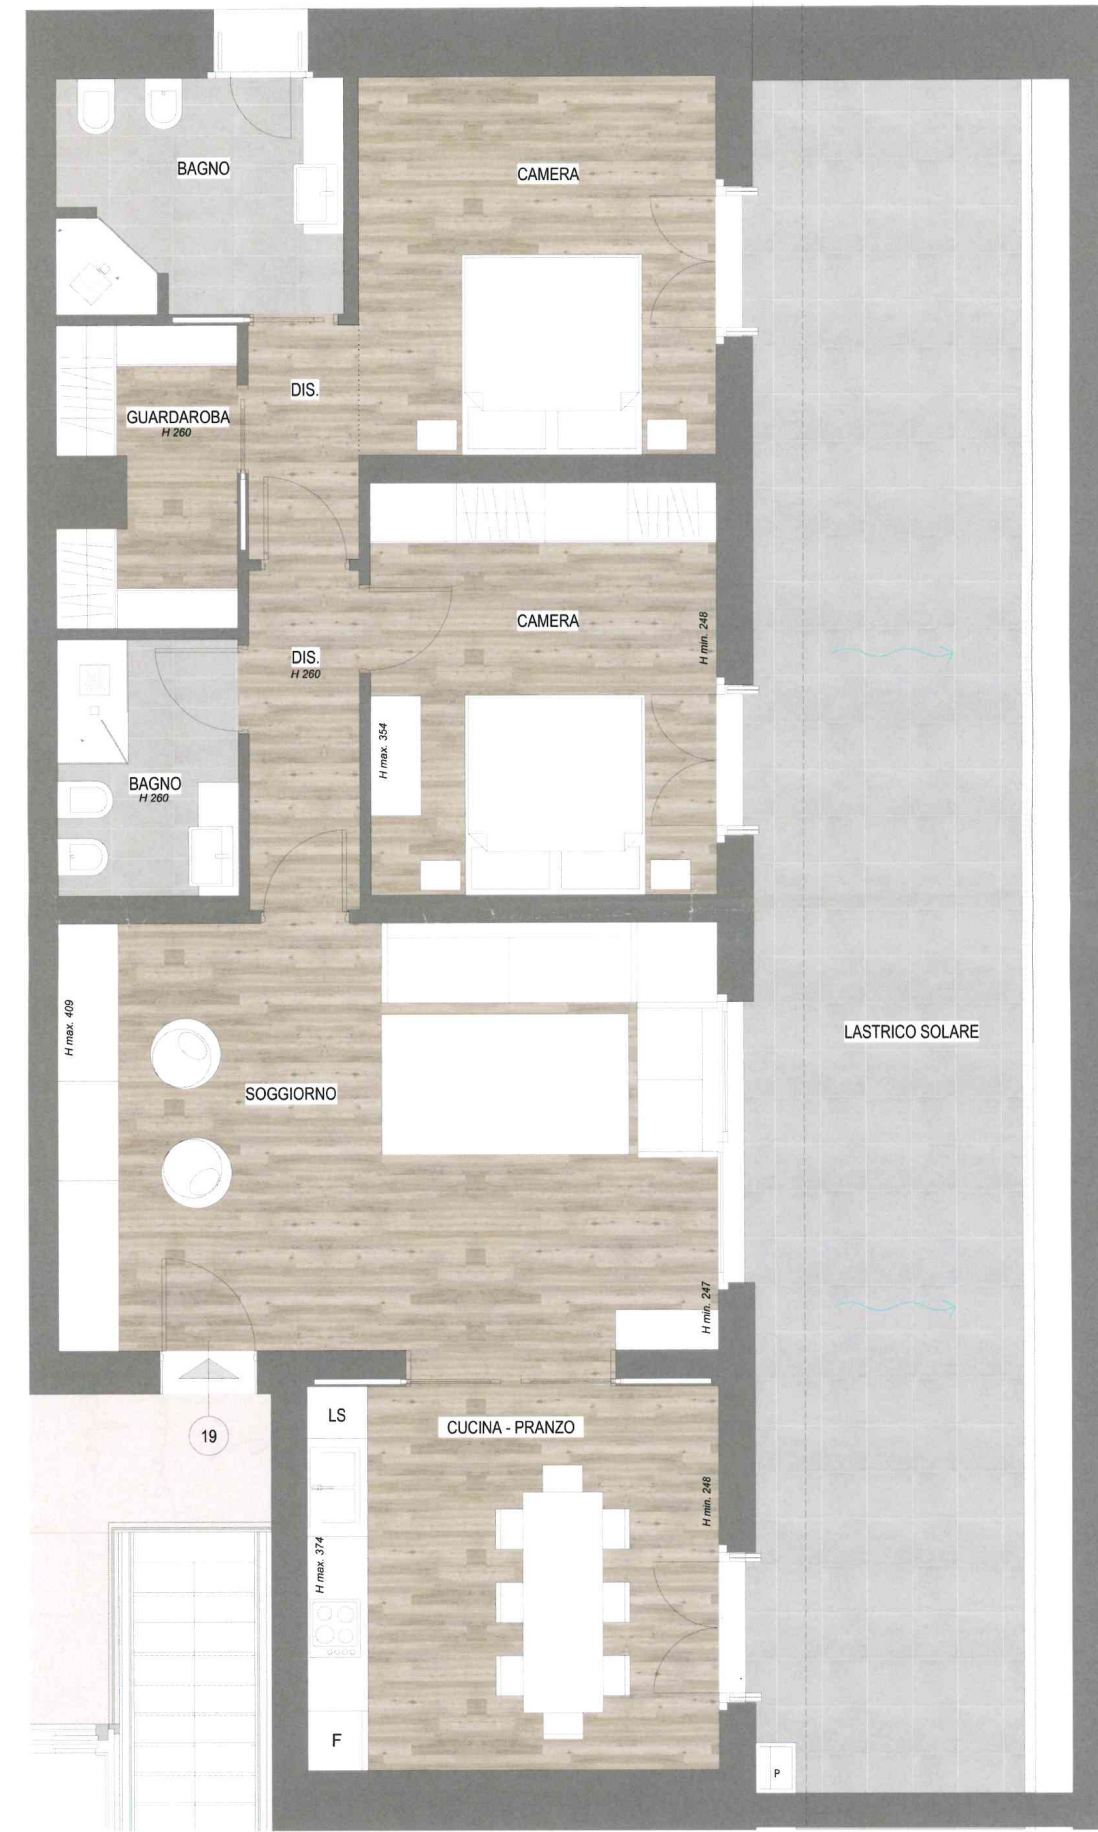 BAGNO
CAMERA
DIS.
GUARDAROBA
H 260
CAMERA
H min. 248
DIS.
H 260
H max. 354
BAGNO
H 260
H max. 409
LASTRICO SOLARE
SOGGIORNO
H min. 247
LS
CUCINA - PRANZO
19
H min. 248
H max. 374
F
P